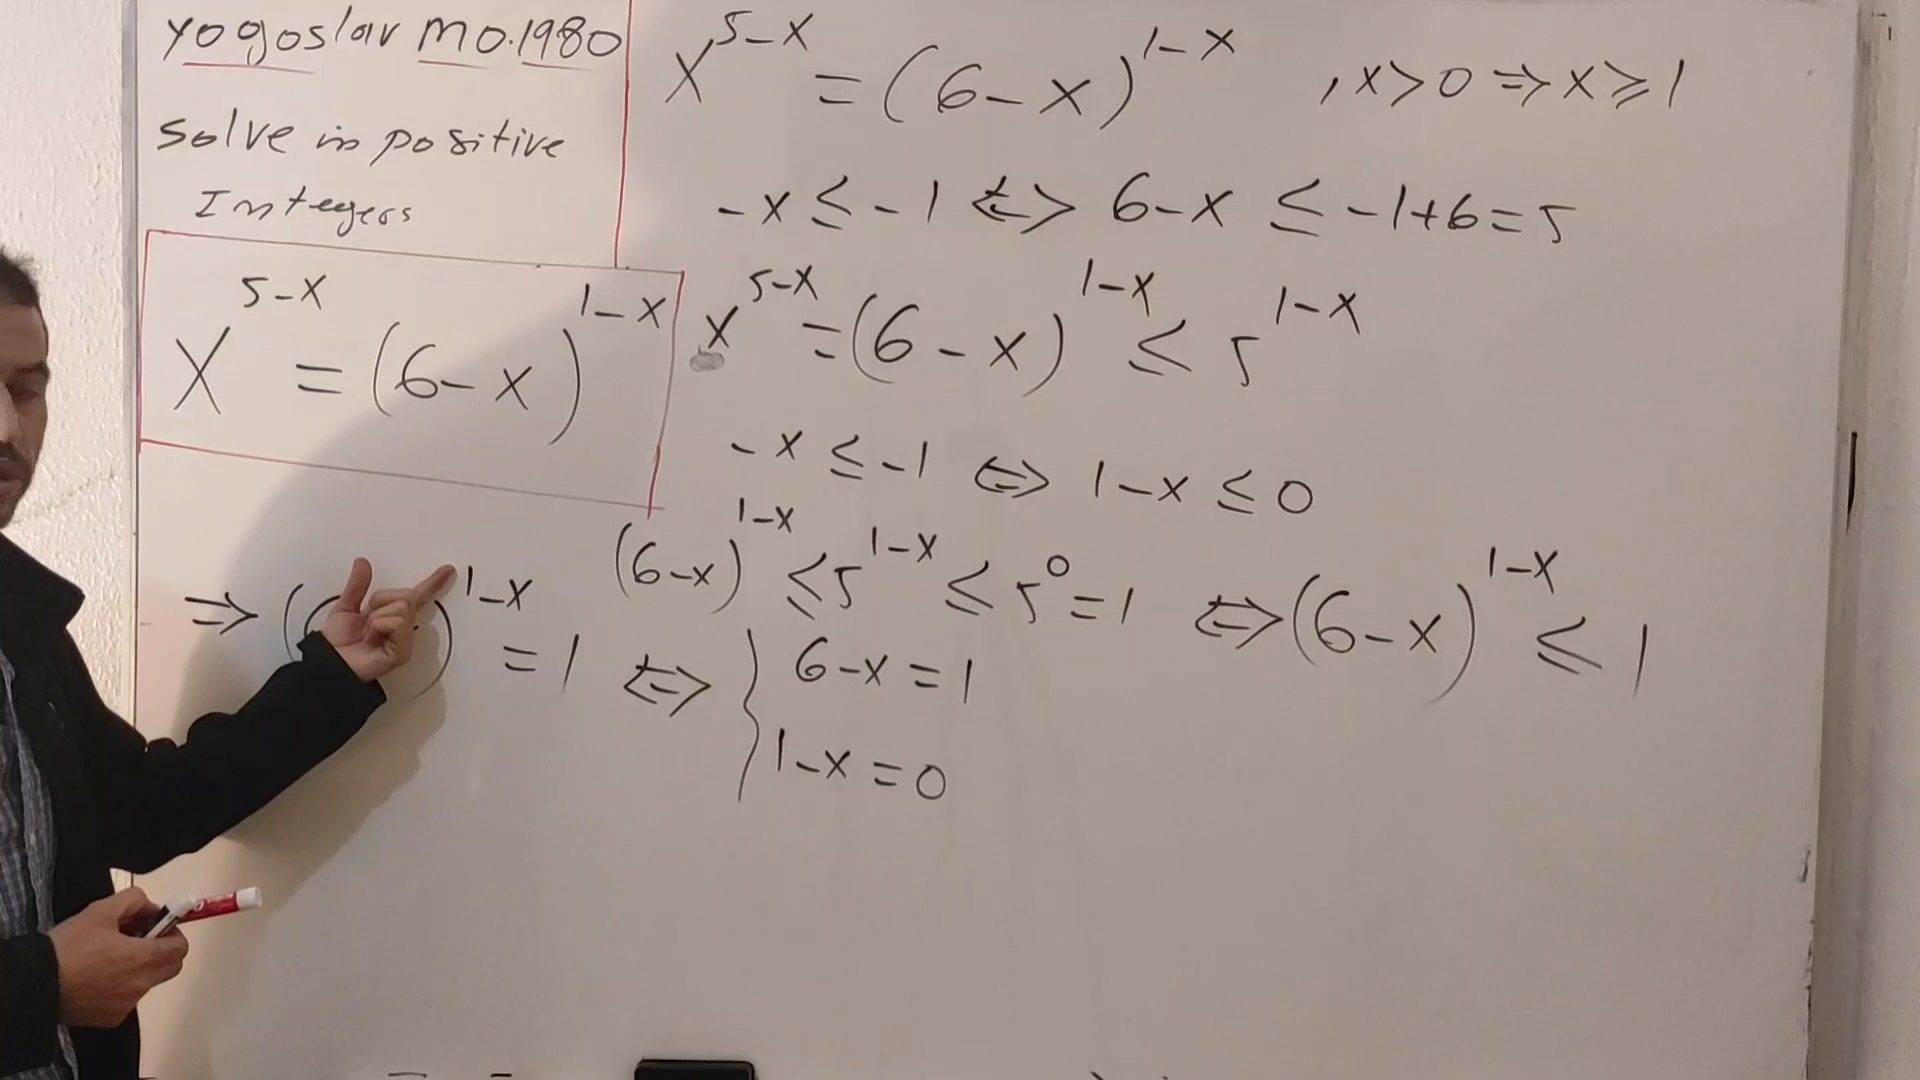 yogoslav MO.1980
Solve in positive
Integers
x^{5-x} = (6-x)^{1-x}
x^{5-x} = (6-x)^{1-x} , x>0 ⇒ x ≥ 1
-x ≤ -1 ⇔ 6-x ≤ -1+6=5
x^{5-x} = (6-x)^{1-x} ≤ 5^{1-x}
-x ≤ -1 ⇔ 1-x ≤ 0
(6-x)^{1-x} ≤ 5^{1-x} ≤ 5^0 = 1 ⇔ (6-x)^{1-x} ≤ 1
⇒ ( )^{1-x} = 1 ⇔ { 6-x = 1
1-x = 0